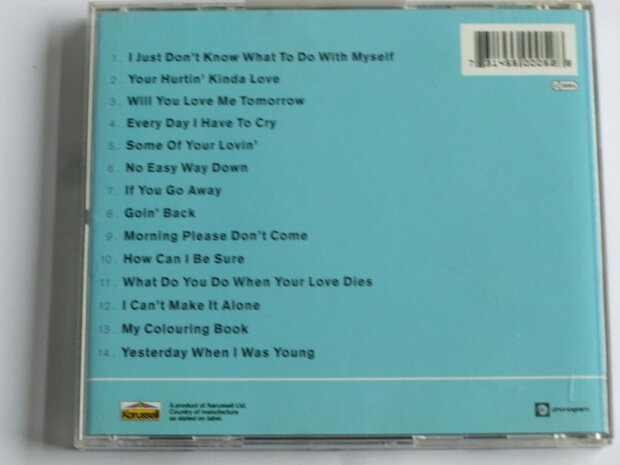 1. I Just Don't Know What To Do With Myself
2. Your Hurtin' Kinda Love
3. Will You Love Me Tomorrow
4. Every Day I Have To Cry
5. Some Of Your Lovin'
6. No Easy Way Down
7. If You Go Away
8. Goin' Back
9. Morning Please Don't Come
10. How Can I Be Sure
11. What Do You Do When Your Love Dies
12. I Can't Make It Alone
13. My Colouring Book
14. Yesterday When I Was Young
Karussell
A product of Karussell Ltd.
Country of manufacture
as stated on label.
phonogram